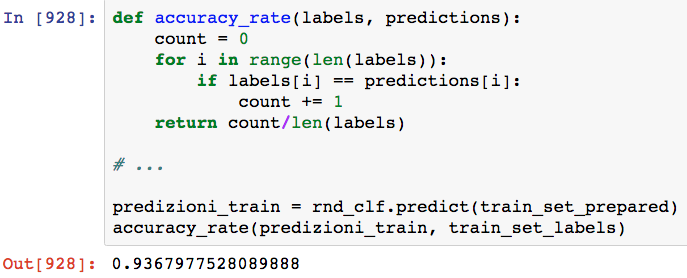 In [928]: def accuracy_rate(labels, predictions):
    count = 0
    for i in range(len(labels)):
        if labels[i] == predictions[i]:
            count += 1
    return count/len(labels)
# ...
predizioni_train = rnd_clf.predict(train_set_prepared)
accuracy_rate(predizioni_train, train_set_labels)
Out[928]: 0.9367977528089888